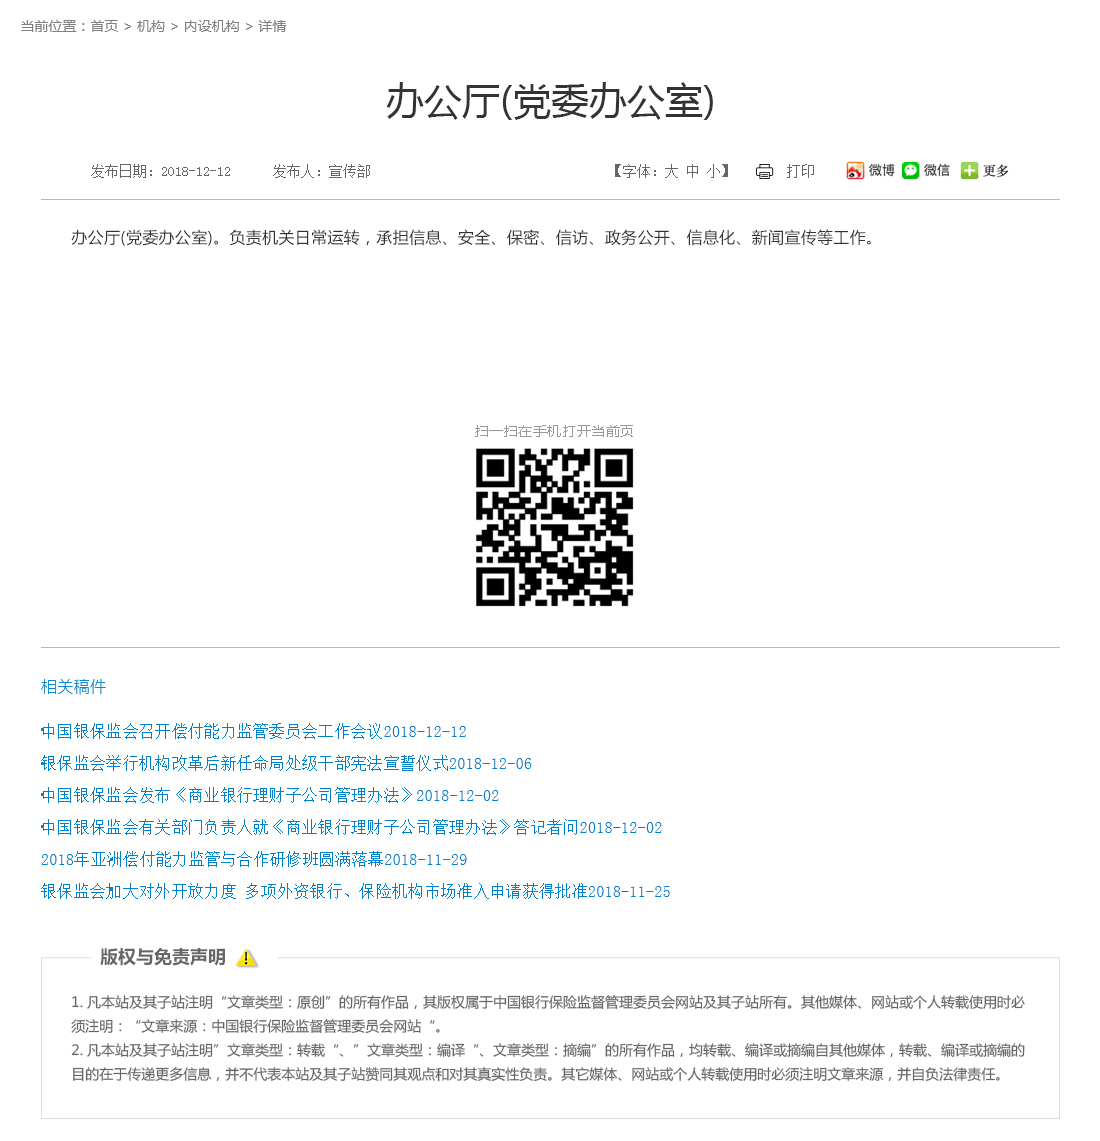 当前位置：首页 > 机构 > 内设机构 > 详情
办公厅(党委办公室)
发布日期：2018-12-12 发布人：宣传部 【字体：大 中 小】 打印 微博 微信 更多
办公厅(党委办公室)。负责机关日常运转，承担信息、安全、保密、信访、政务公开、信息化、新闻宣传等工作。
扫一扫在手机打开当前页
相关稿件
中国银保监会召开偿付能力监管委员会工作会议2018-12-12
银保监会举行机构改革后新任命局处级干部宪法宣誓仪式2018-12-06
中国银保监会发布《商业银行理财子公司管理办法》2018-12-02
中国银保监会有关部门负责人就《商业银行理财子公司管理办法》答记者问2018-12-02
2018年亚洲偿付能力监管与合作研修班圆满落幕2018-11-29
银保监会加大对外开放力度 多项外资银行、保险机构市场准入申请获得批准2018-11-25
版权与免责声明
1. 凡本站及其子站注明“文章类型：原创”的所有作品，其版权属于中国银行保险监督管理委员会网站及其子站所有。其他媒体、网站或个人转载使用时必
须注明：“文章来源：中国银行保险监督管理委员会网站“。
2. 凡本站及其子站注明”文章类型：转载“、”文章类型：编译“、文章类型：摘编”的所有作品，均转载、编译或摘编自其他媒体，转载、编译或摘编的
目的在于传递更多信息，并不代表本站及其子站赞同其观点和对其真实性负责。其它媒体、网站或个人转载使用时必须注明文章来源，并自负法律责任。